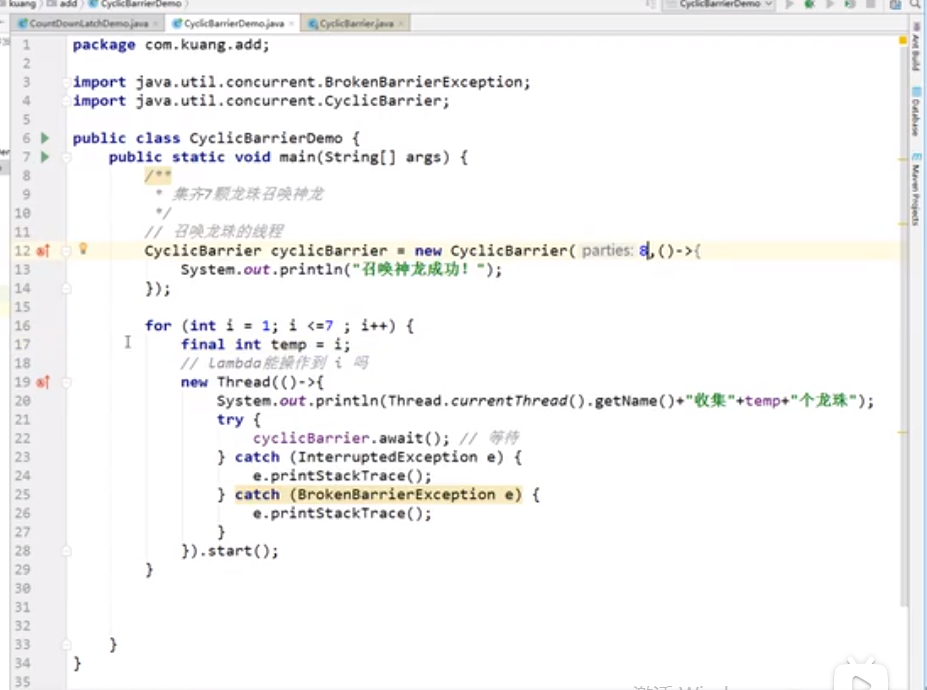 kuang add CyclicBarrierDemo CyclicBarrierDemo
CountDownLatchDemo.java CyclicBarrierDemo.java CyclicBarrier.java
1 package com.kuang.add;
2
3 import java.util.concurrent.BrokenBarrierException;
4 import java.util.concurrent.CyclicBarrier;
5
6 public class CyclicBarrierDemo {
7 public static void main(String[] args) {
8 /**
9 * 集齐7颗龙珠召唤神龙
10 */
11 // 召唤龙珠的线程
12 CyclicBarrier cyclicBarrier = new CyclicBarrier( parties: 8,()->{
13 System.out.println("召唤神龙成功！");
14 });
15
16 for (int i = 1; i <=7 ; i++) {
17 final int temp = i;
18 // lambda能操作到 i 吗
19 new Thread(()->{
20 System.out.println(Thread.currentThread().getName()+"收集"+temp+"个龙珠");
21 try {
22 cyclicBarrier.await(); // 等待
23 } catch (InterruptedException e) {
24 e.printStackTrace();
25 } catch (BrokenBarrierException e) {
26 e.printStackTrace();
27 }
28 }).start();
29 }
30
31
32
33 }
34 }
35
Ant Build
Database
Maven Projects